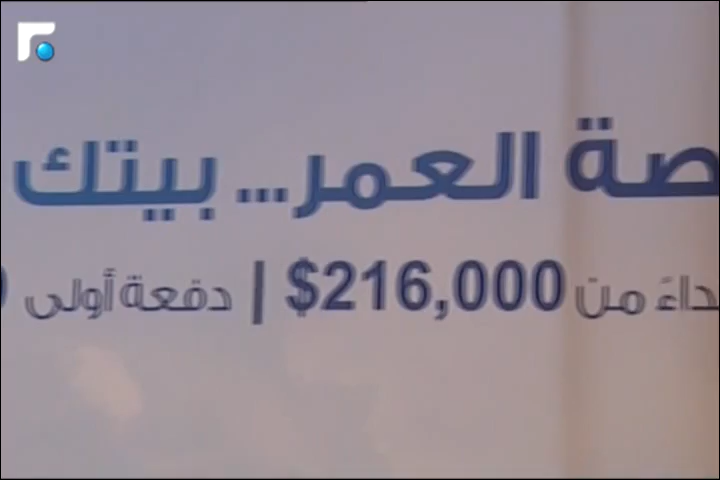 صة العمر... بيتك
داءً من $216,000 | دفعة أولى